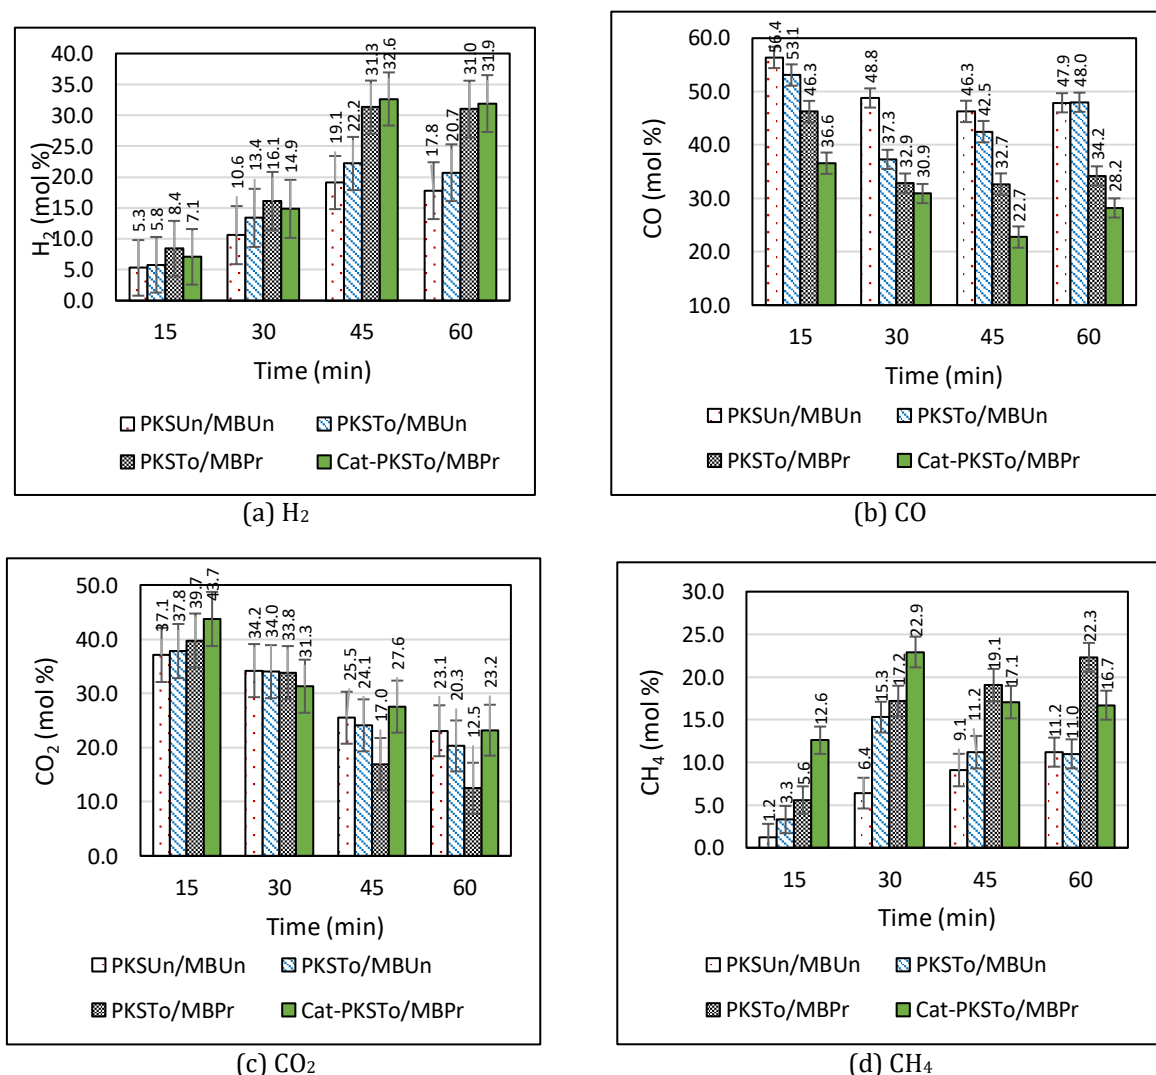 H2 (mol %)
40.0
35.0
30.0
25.0
20.0
15.0
10.0
5.0
0.0
5.3 5.8 8.4 7.1
10.6 13.4 16.1 14.9
19.1 22.2 31.3 32.6
17.8 20.7 31.0 31.9
15 30 45 60
Time (min)
PKSUn/MBUn PKSTo/MBUn
PKSTo/MBPr Cat-PKSTo/MBPr
(a) H2
CO (mol %)
60.0
50.0
40.0
30.0
20.0
10.0
56.4 53.1 46.3 36.6
48.8 37.3 32.9 30.9
46.3 42.5 32.7 22.7
47.9 48.0 34.2 28.2
15 30 45 60
Time (min)
PKSUn/MBUn PKSTo/MBUn
PKSTo/MBPr Cat-PKSTo/MBPr
(b) CO
CO2 (mol %)
50.0
40.0
30.0
20.0
10.0
0.0
37.1 37.8 39.7 43.7
34.2 34.0 33.8 31.3
25.5 24.1 17.0 27.6
23.1 20.3 12.5 23.2
15 30 45 60
Time (min)
PKSUn/MBUn PKSTo/MBUn
PKSTo/MBPr Cat-PKSTo/MBPr
(c) CO2
CH4 (mol %)
30.0
25.0
20.0
15.0
10.0
5.0
0.0
1.2 3.3 5.6 12.6
6.4 15.3 17.2 22.9
9.1 11.2 19.1 17.1
11.2 11.0 22.3 16.7
15 30 45 60
Time (min)
PKSUn/MBUn PKSTo/MBUn
PKSTo/MBPr Cat-PKSTo/MBPr
(d) CH4